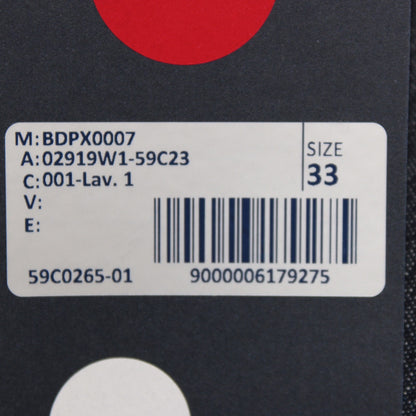 M: BDPX0007
A: 02919W1-59C23
C: 001-Lav. 1
V:
E:
SIZE
33
59C0265-01
9000006179275